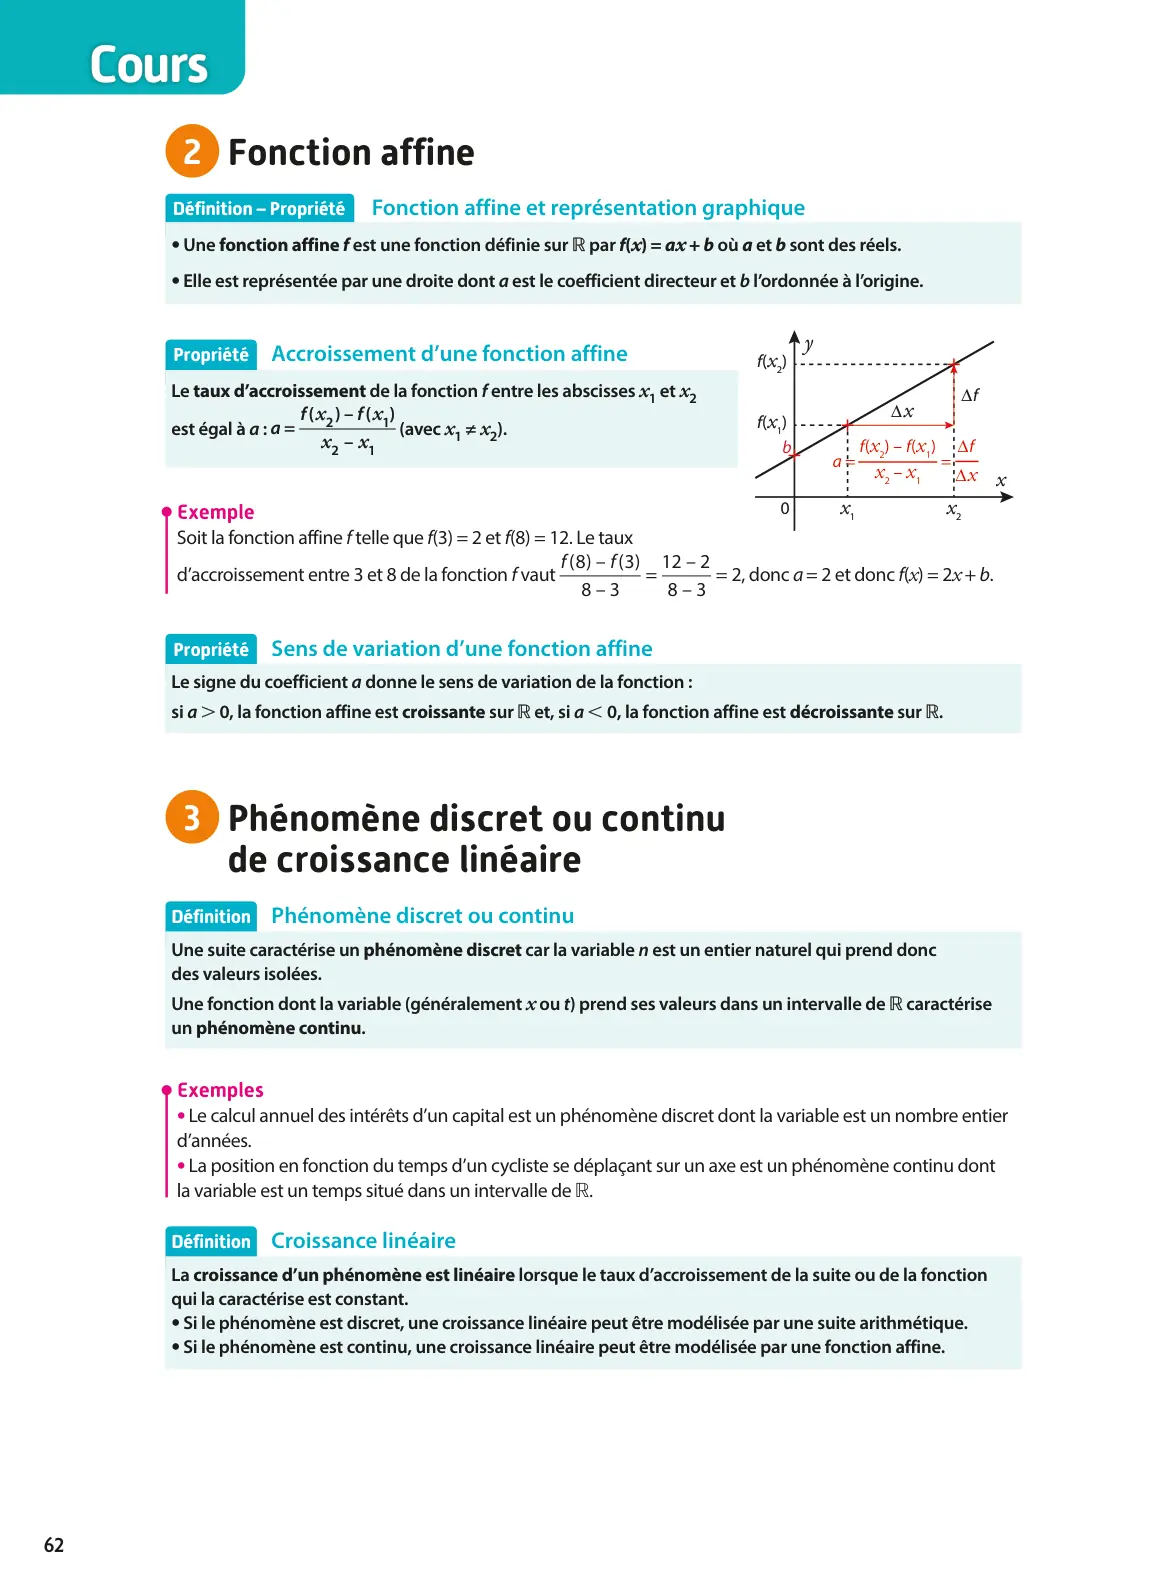 Cours
2 Fonction affine
Définition – Propriété Fonction affine et représentation graphique
• Une fonction affine f est une fonction définie sur ℝ par f(x) = ax + b où a et b sont des réels.
• Elle est représentée par une droite dont a est le coefficient directeur et b l’ordonnée à l’origine.
Propriété Accroissement d’une fonction affine
Le taux d’accroissement de la fonction f entre les abscisses x₁ et x₂
est égal à a : a = (f(x₂) – f(x₁)) / (x₂ – x₁) (avec x₁ ≠ x₂).
y
f(x₂)
Δf
Δx
f(x₁)
b
a = (f(x₂) – f(x₁)) / (x₂ – x₁) = Δf / Δx
x
0 x₁ x₂
Exemple
Soit la fonction affine f telle que f(3) = 2 et f(8) = 12. Le taux
d’accroissement entre 3 et 8 de la fonction f vaut (f(8) – f(3)) / (8 – 3) = (12 – 2) / (8 – 3) = 2, donc a = 2 et donc f(x) = 2x + b.
Propriété Sens de variation d’une fonction affine
Le signe du coefficient a donne le sens de variation de la fonction :
si a > 0, la fonction affine est croissante sur ℝ et, si a < 0, la fonction affine est décroissante sur ℝ.
3 Phénomène discret ou continu
de croissance linéaire
Définition Phénomène discret ou continu
Une suite caractérise un phénomène discret car la variable n est un entier naturel qui prend donc
des valeurs isolées.
Une fonction dont la variable (généralement x ou t) prend ses valeurs dans un intervalle de ℝ caractérise
un phénomène continu.
Exemples
• Le calcul annuel des intérêts d’un capital est un phénomène discret dont la variable est un nombre entier
d’années.
• La position en fonction du temps d’un cycliste se déplaçant sur un axe est un phénomène continu dont
la variable est un temps situé dans un intervalle de ℝ.
Définition Croissance linéaire
La croissance d’un phénomène est linéaire lorsque le taux d’accroissement de la suite ou de la fonction
qui la caractérise est constant.
• Si le phénomène est discret, une croissance linéaire peut être modélisée par une suite arithmétique.
• Si le phénomène est continu, une croissance linéaire peut être modélisée par une fonction affine.
62